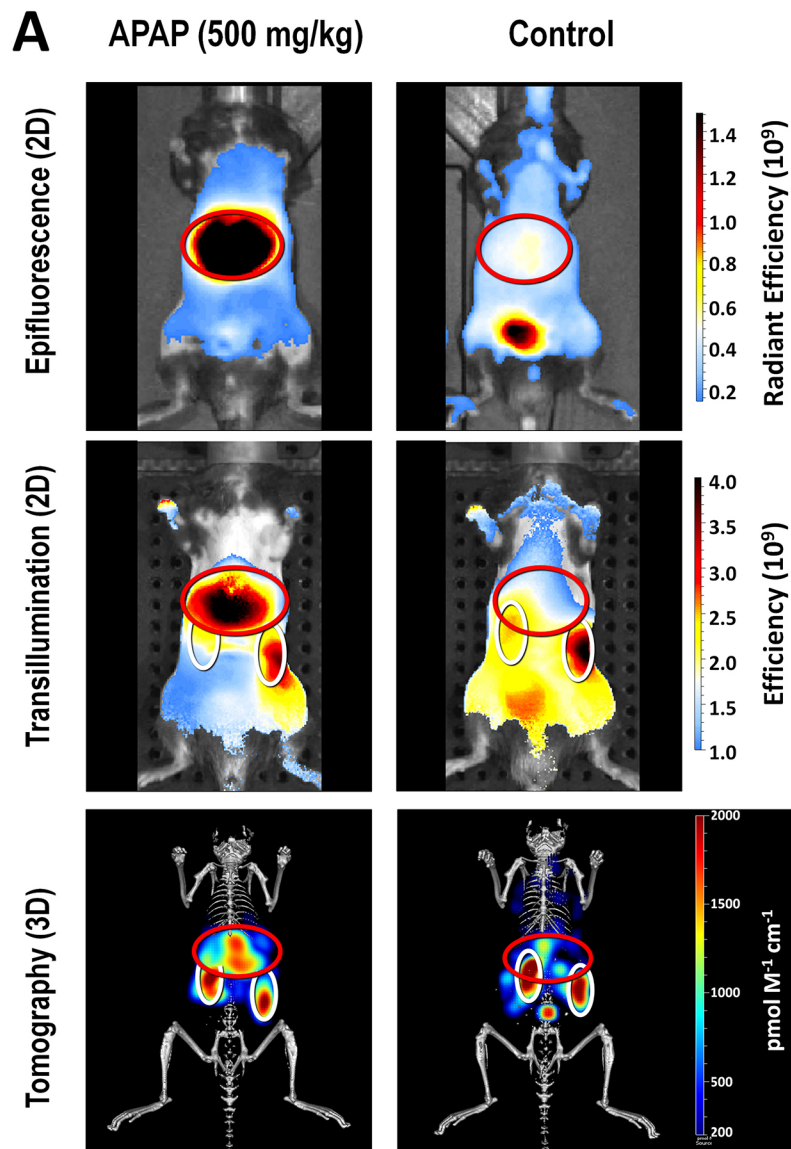 A
APAP (500 mg/kg)
Control
Epifluorescence (2D)
1.4
1.2
1.0
0.8
0.6
0.4
0.2
Radiant Efficiency (10⁹)
Transillumination (2D)
4.0
3.5
3.0
2.5
2.0
1.5
1.0
Efficiency (10⁹)
Tomography (3D)
2000
1500
1000
500
200
pmol M⁻¹ cm⁻¹
Source